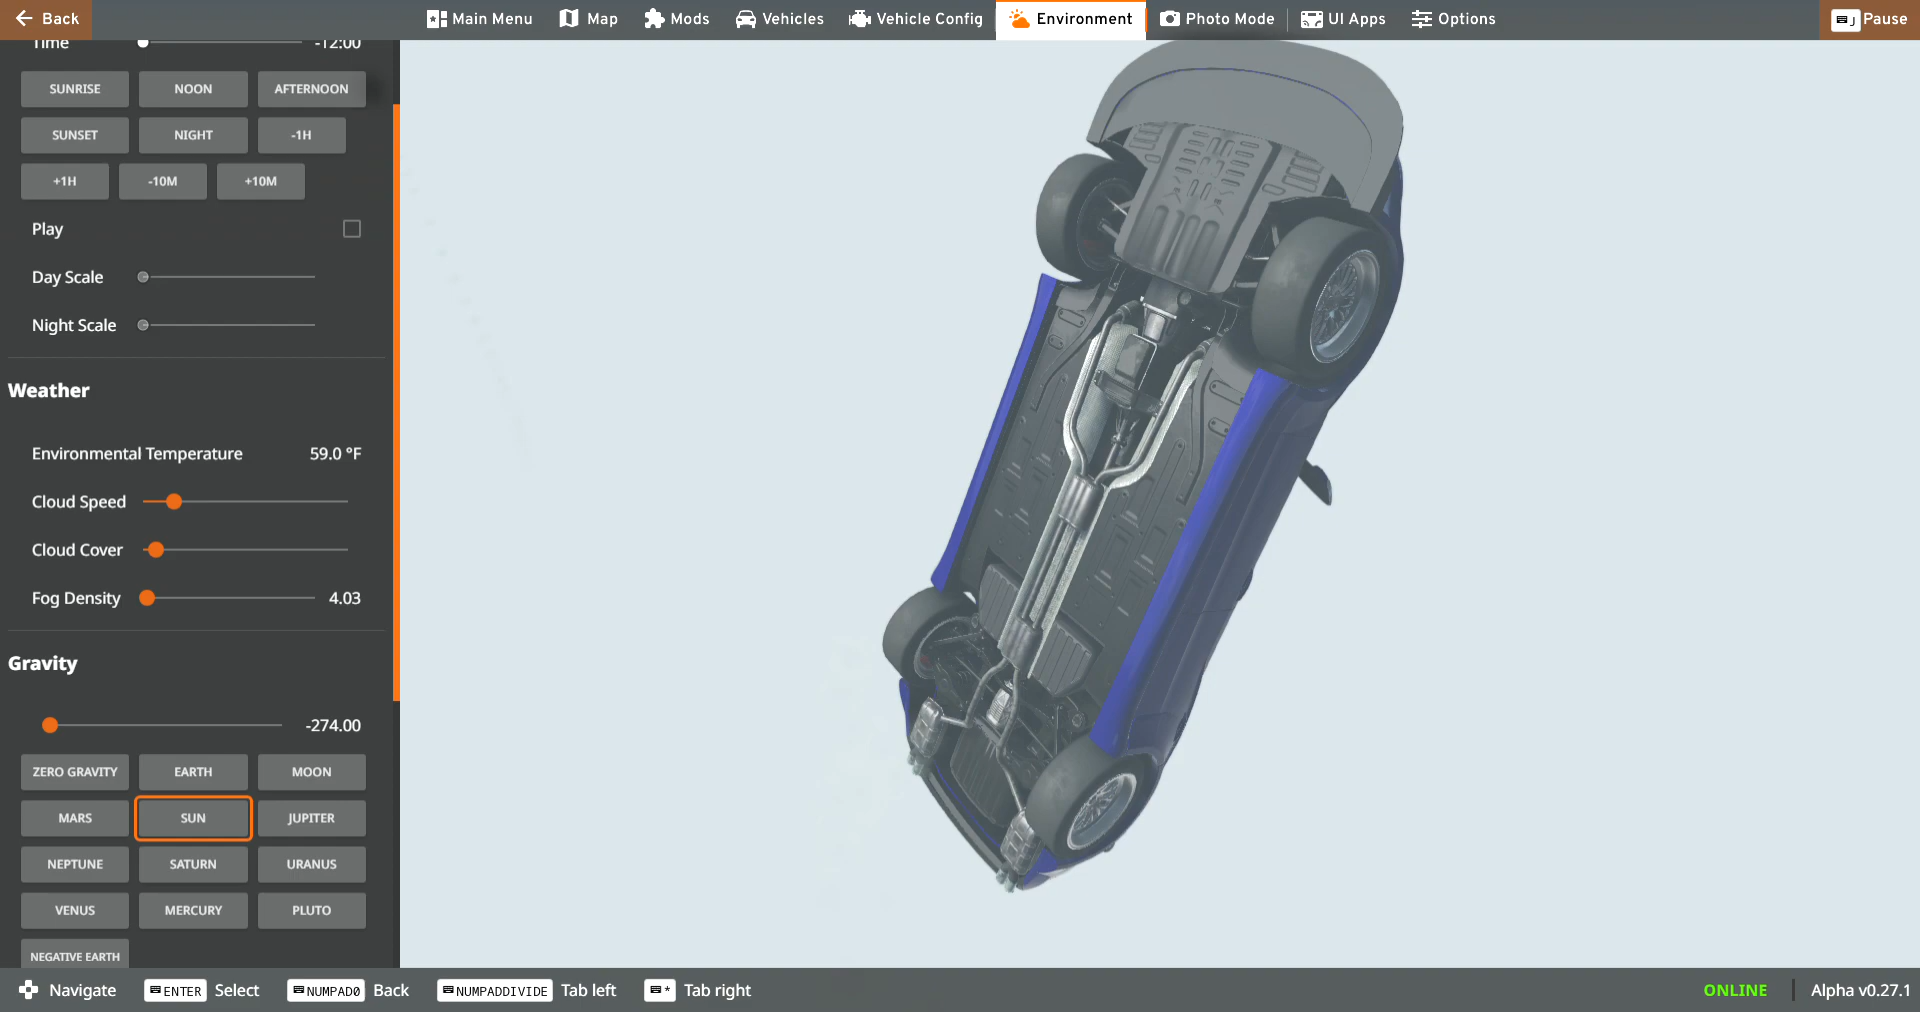 Back
Main Menu
Map
Mods
Vehicles
Vehicle Config
Environment
Photo Mode
UI Apps
Options
J Pause
Time -12:00
SUNRISE NOON AFTERNOON
SUNSET NIGHT -1H
+1H -10M +10M
Play
Day Scale
Night Scale
Weather
Environmental Temperature 59.0 °F
Cloud Speed
Cloud Cover
Fog Density 4.03
Gravity
-274.00
ZERO GRAVITY EARTH MOON
MARS SUN JUPITER
NEPTUNE SATURN URANUS
VENUS MERCURY PLUTO
NEGATIVE EARTH
Navigate
ENTER Select
NUMPAD0 Back
NUMPADDIVIDE Tab left
* Tab right
ONLINE
Alpha v0.27.1